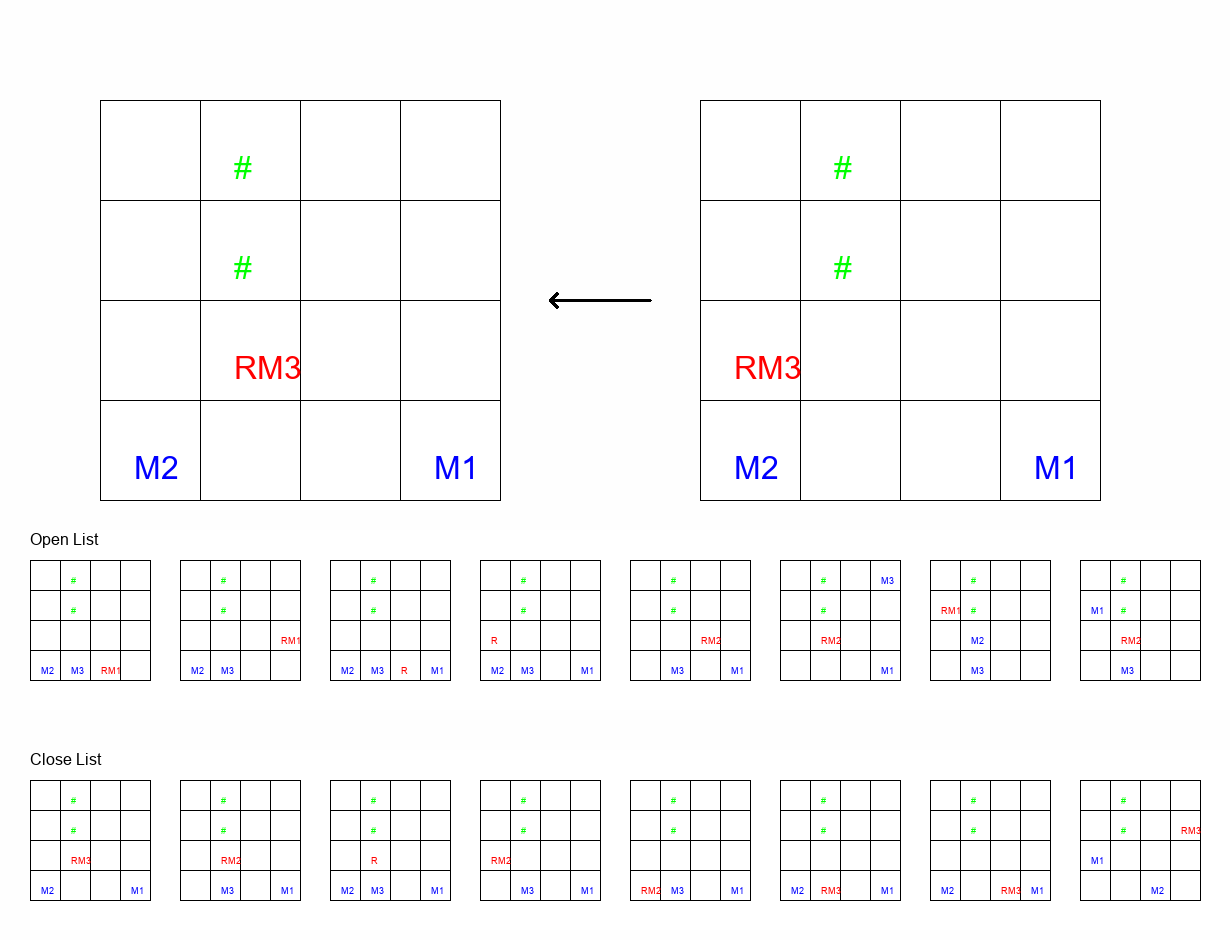 # #
# #
RM3 RM3
M2 M1 M2 M1
Open List
# # # # # # M3 # #
# # # # # # RM1 # M1 #
RM1 R RM2 RM2 M2 RM2
M2 M3 RM1 M2 M3 M2 M3 R M1 M2 M3 M1 M3 M1 M1 M3 M3
Close List
# # # # # # # #
# # # # # # # # RM3
RM3 RM2 R RM2 M1
M2 M1 M3 M1 M2 M3 M1 M3 M1 RM2 M3 M1 M2 RM3 M1 M2 RM3 M1 M2